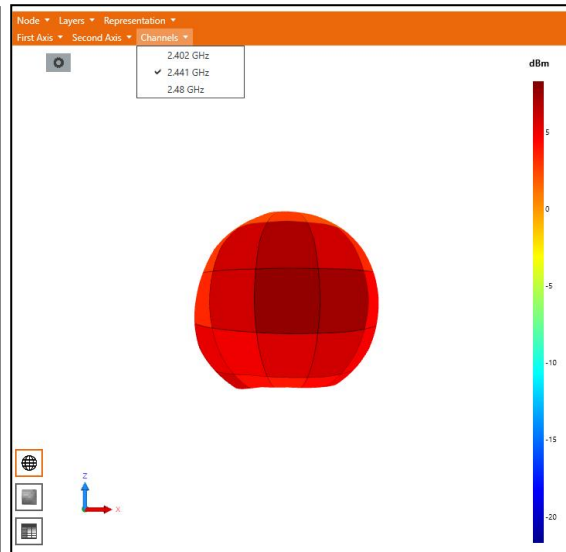 Node Layers Representation
First Axis Second Axis Channels
2.402 GHz
2.441 GHz
2.48 GHz
dBm
5
0
-5
-10
-15
-20
Z
X